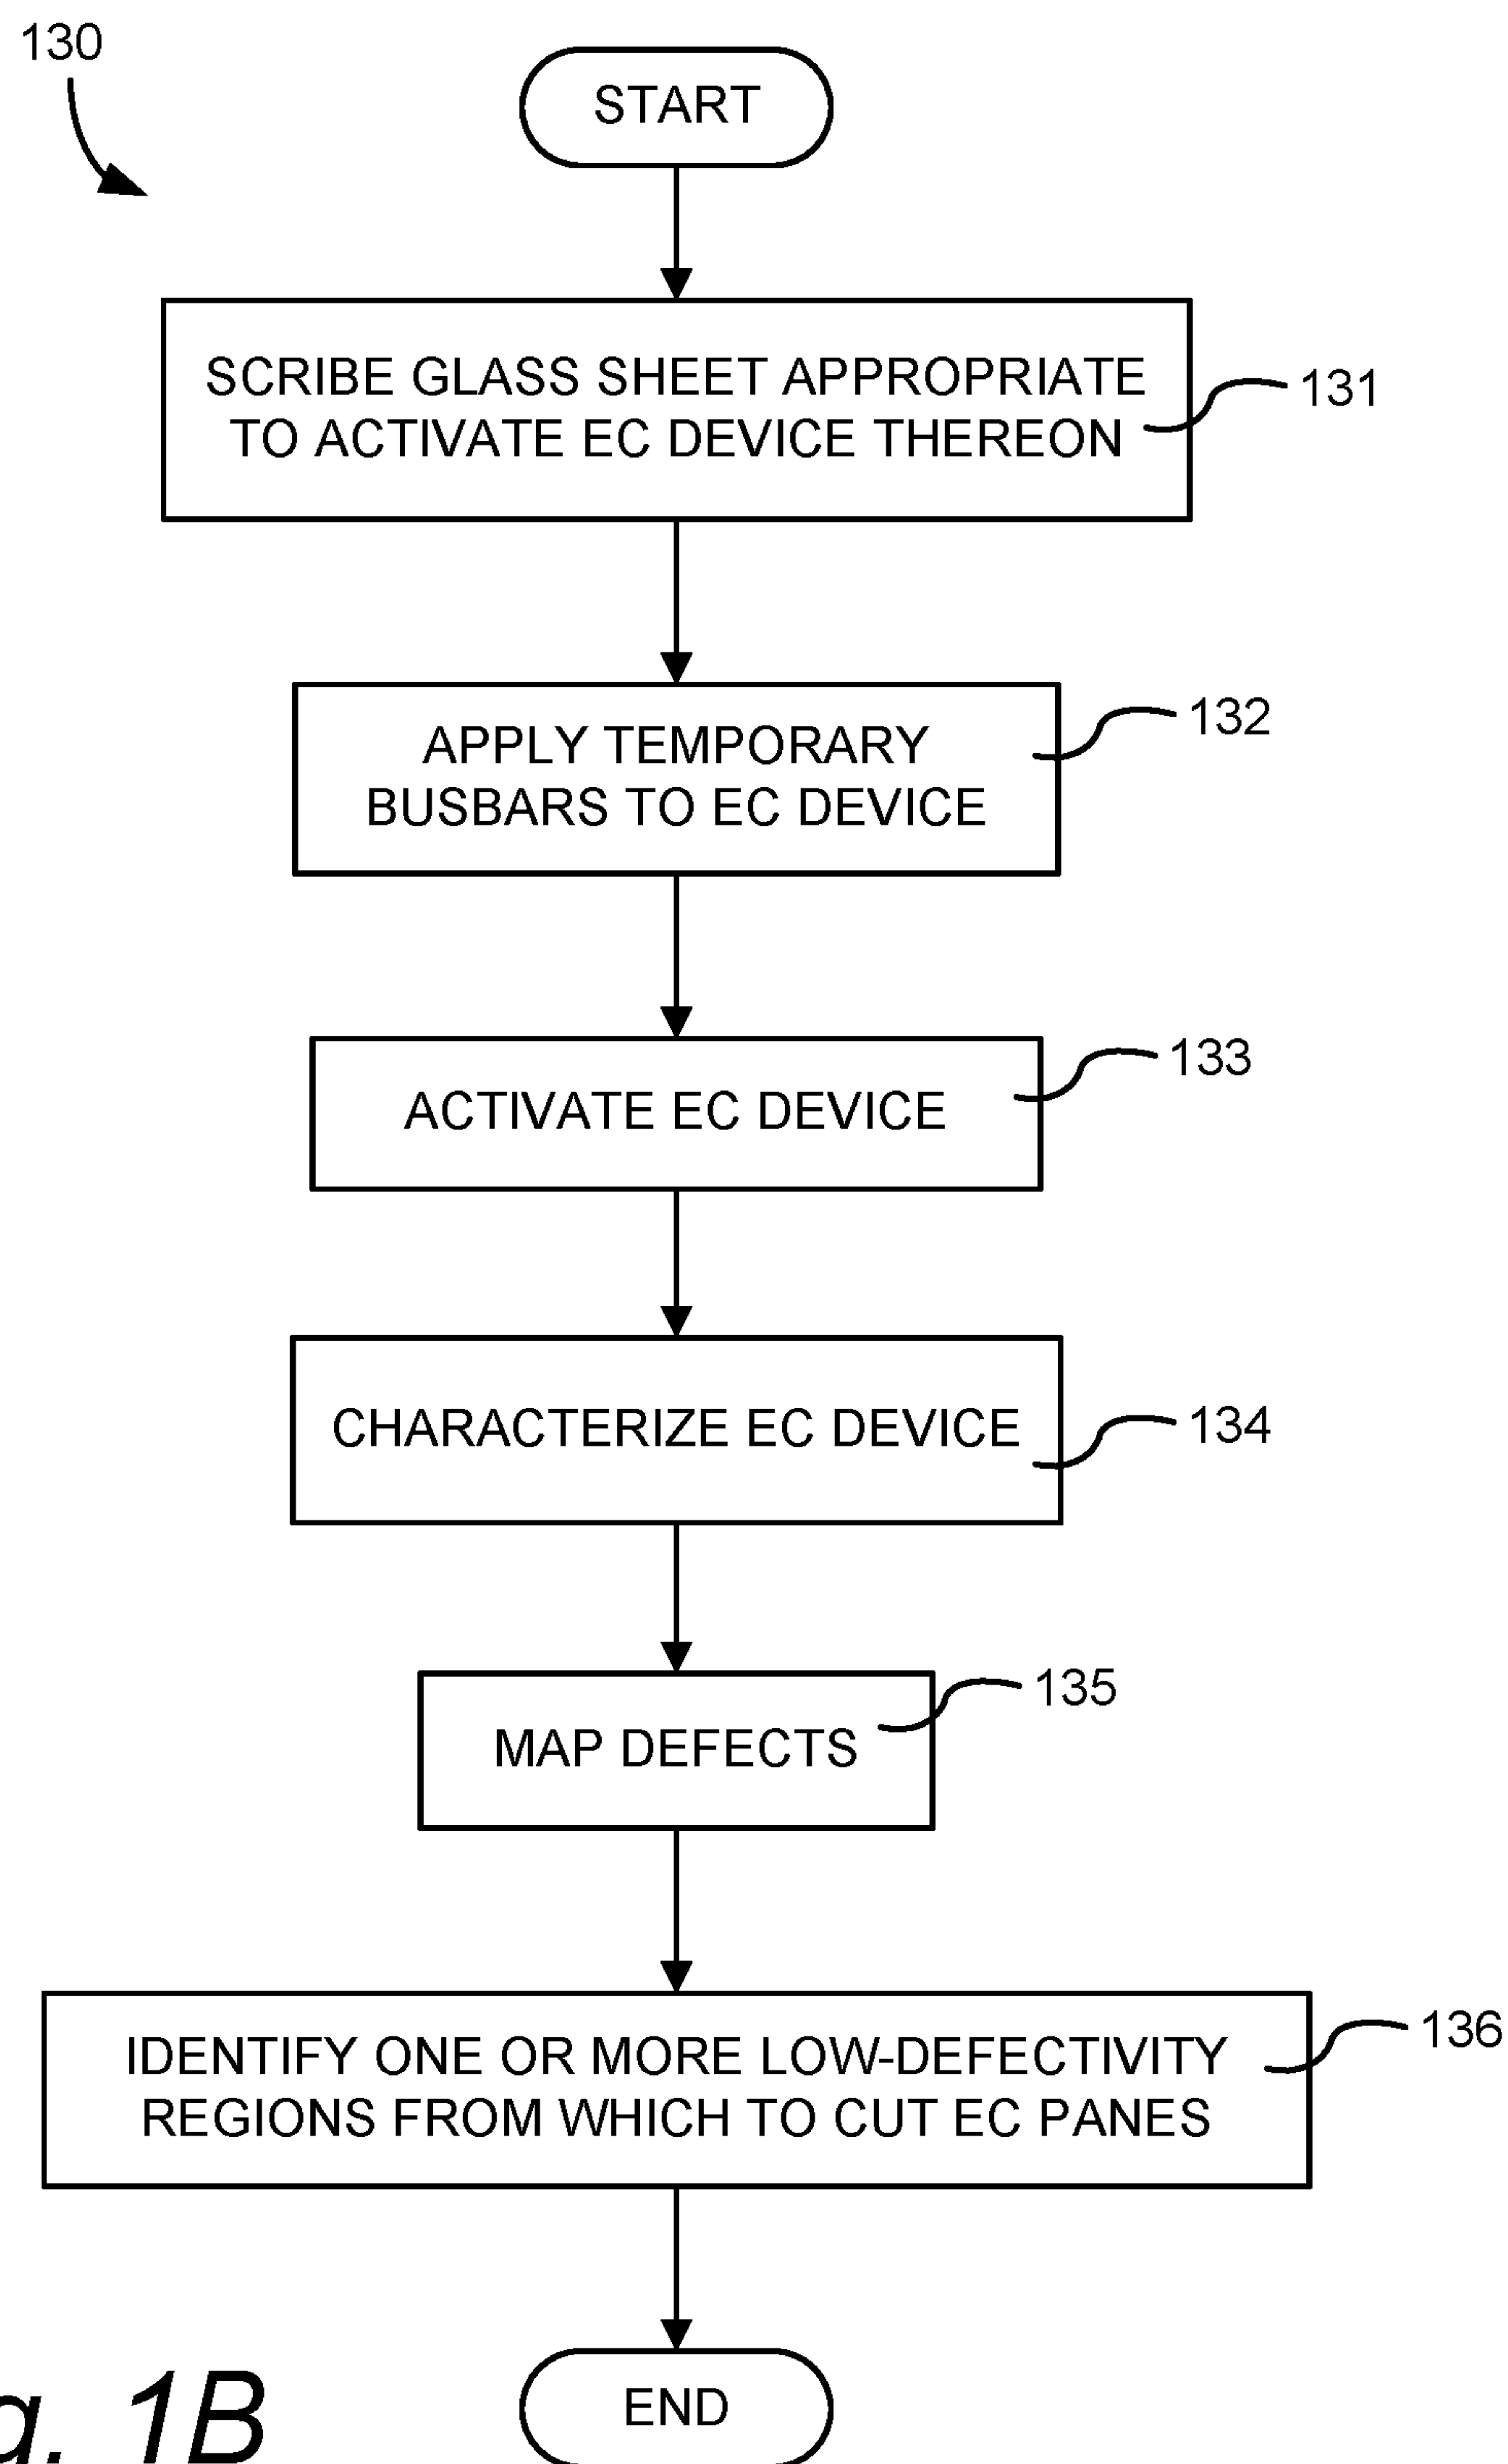 130
START
SCRIBE GLASS SHEET APPROPRIATE
TO ACTIVATE EC DEVICE THEREON
131
APPLY TEMPORARY
BUSBARS TO EC DEVICE
132
ACTIVATE EC DEVICE
133
CHARACTERIZE EC DEVICE
134
MAP DEFECTS
135
IDENTIFY ONE OR MORE LOW-DEFECTIVITY
REGIONS FROM WHICH TO CUT EC PANES
136
END
g. 1B